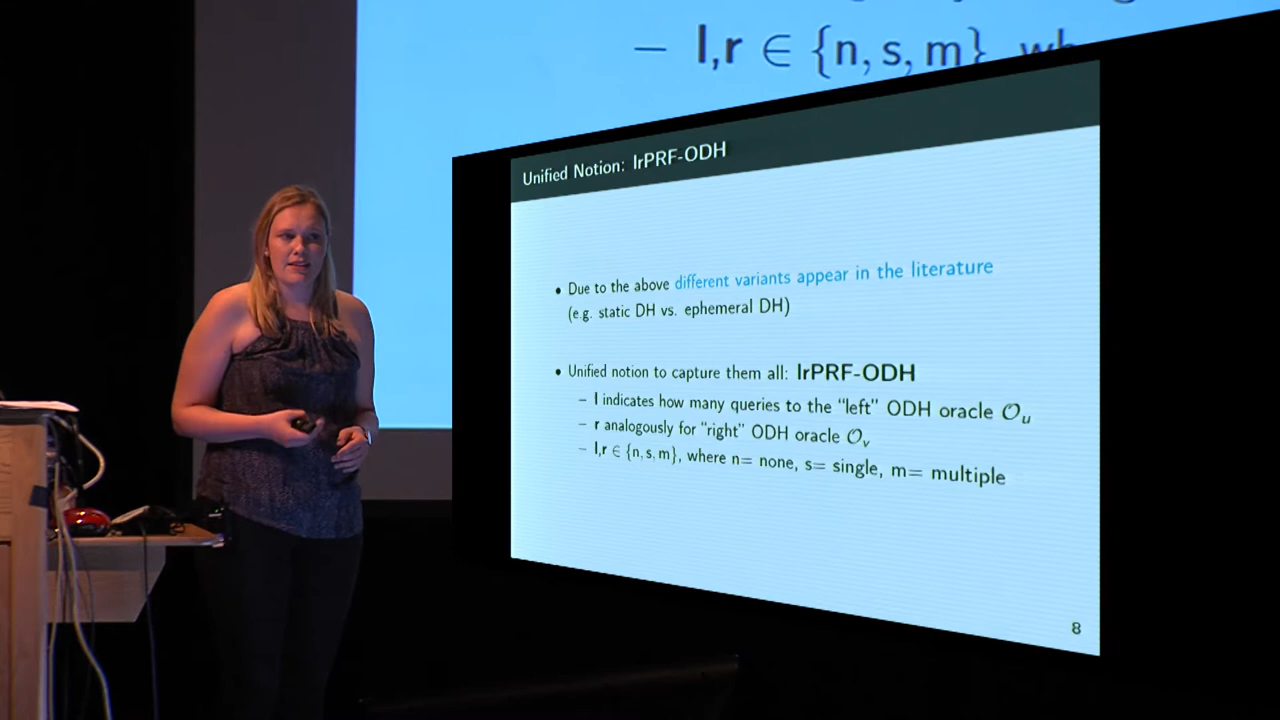 – l,r ∈ {n, s, m}
Unified Notion: lrPRF-ODH
• Due to the above different variants appear in the literature
(e.g. static DH vs. ephemeral DH)
• Unified notion to capture them all: lrPRF-ODH
– l indicates how many queries to the “left” ODH oracle 𝒪ᵤ
– r analogously for “right” ODH oracle 𝒪ᵥ
– l,r ∈ {n, s, m}, where n= none, s= single, m= multiple
8